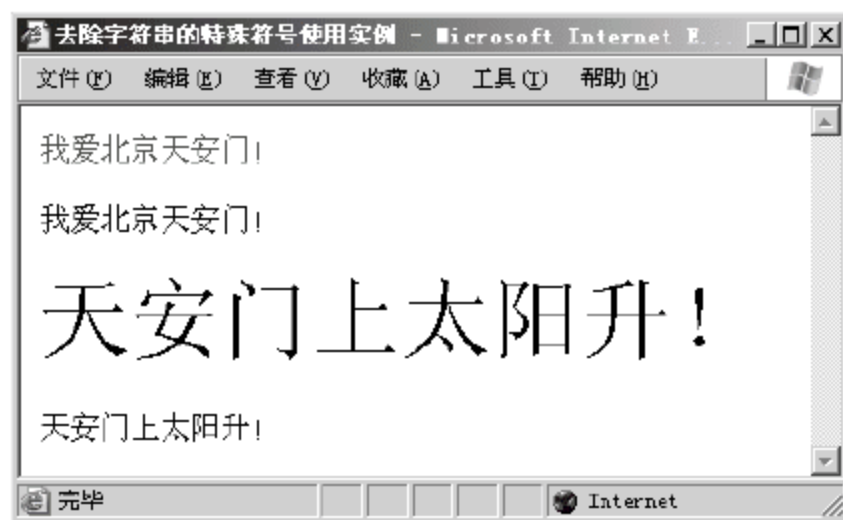 去除字符串的特殊符号使用实例 - Microsoft Internet E...
文件(F) 编辑(E) 查看(V) 收藏(A) 工具(T) 帮助(H)
我爱北京天安门!
我爱北京天安门!
天安门上太阳升!
天安门上太阳升!
完毕 Internet